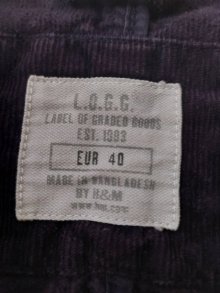 L.O.G.G.
LABEL OF GRADED GOODS
EST. 1983
EUR 40
MADE IN BANGLADESH
BY H&M
www.hm.com